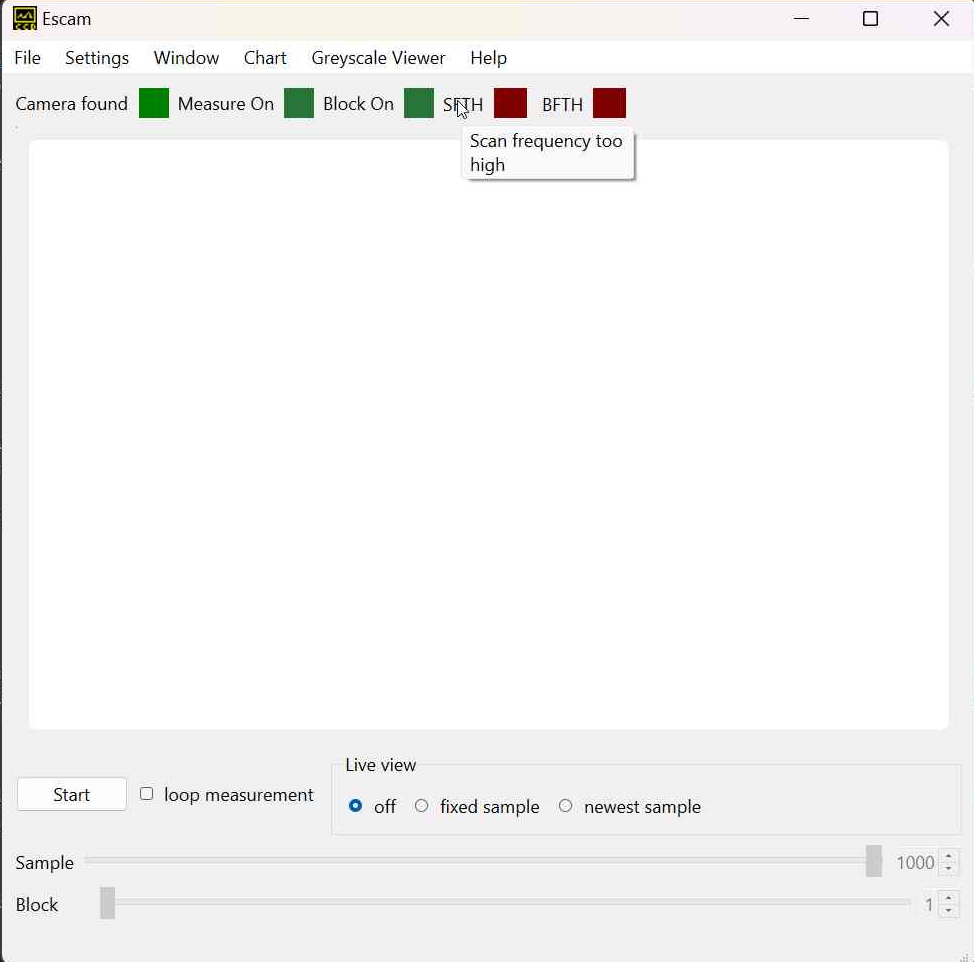 Escam
File Settings Window Chart Greyscale Viewer Help
Camera found Measure On Block On SFTH BFTH
Scan frequency too
high
Live view
Start loop measurement off fixed sample newest sample
Sample 1000
Block 1